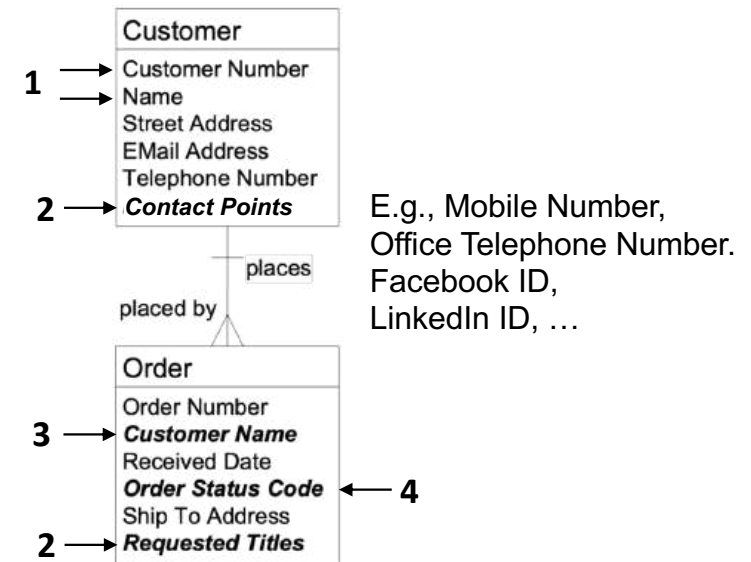 Customer
1
Customer Number
Name
Street Address
EMail Address
Telephone Number
2
Contact Points
E.g., Mobile Number,
Office Telephone Number.
Facebook ID,
LinkedIn ID, …
places
placed by
Order
Order Number
3
Customer Name
Received Date
Order Status Code
4
Ship To Address
2
Requested Titles